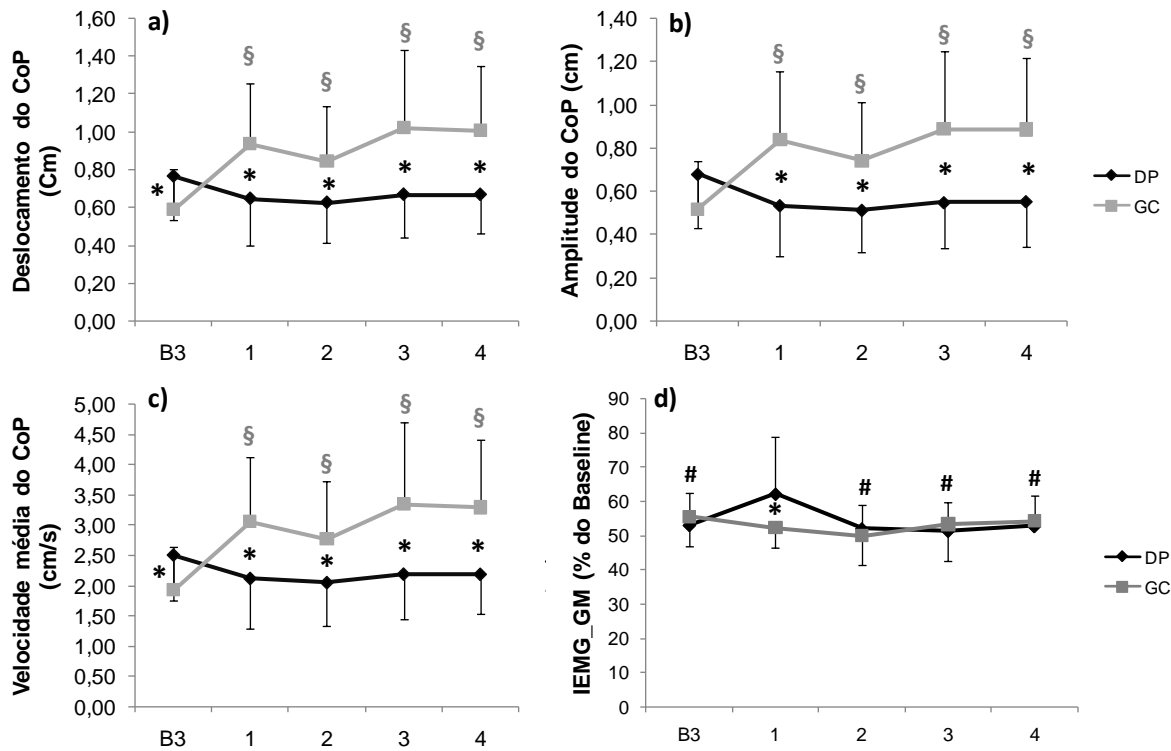 a)
Deslocamento do CoP
(Cm)
1,60
1,40
1,20
1,00
0,80
0,60
0,40
0,20
0,00
§ § § §
* * * * *
B3 1 2 3 4
b)
Amplitude do CoP (cm)
1,40
1,20
1,00
0,80
0,60
0,40
0,20
0,00
§ § § §
* * * *
B3 1 2 3 4
DP
GC
c)
Velocidade média do CoP
(cm/s)
5,00
4,50
4,00
3,50
3,00
2,50
2,00
1,50
1,00
0,50
0,00
§ § § §
* * * * *
B3 1 2 3 4
d)
IEMG_GM (% do Baseline)
90
80
70
60
50
40
30
20
10
0
# # # #
*
B3 1 2 3 4
DP
GC